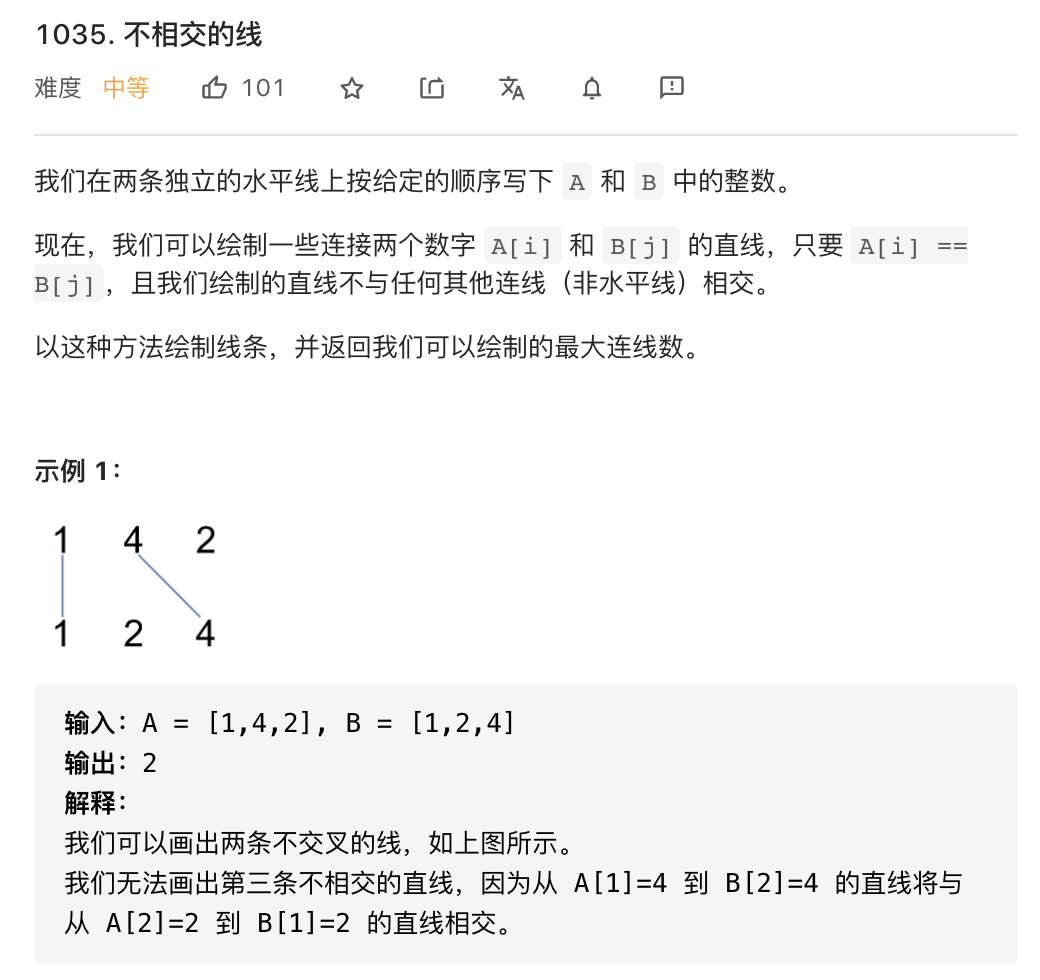 1035. 不相交的线
难度 中等 101
我们在两条独立的水平线上按给定的顺序写下 A 和 B 中的整数。
现在，我们可以绘制一些连接两个数字 A[i] 和 B[j] 的直线，只要 A[i] ==
B[j]，且我们绘制的直线不与任何其他连线（非水平线）相交。
以这种方法绘制线条，并返回我们可以绘制的最大连线数。
示例 1：
1 4 2
1 2 4
输入：A = [1,4,2], B = [1,2,4]
输出：2
解释：
我们可以画出两条不交叉的线，如上图所示。
我们无法画出第三条不相交的直线，因为从 A[1]=4 到 B[2]=4 的直线将与
从 A[2]=2 到 B[1]=2 的直线相交。